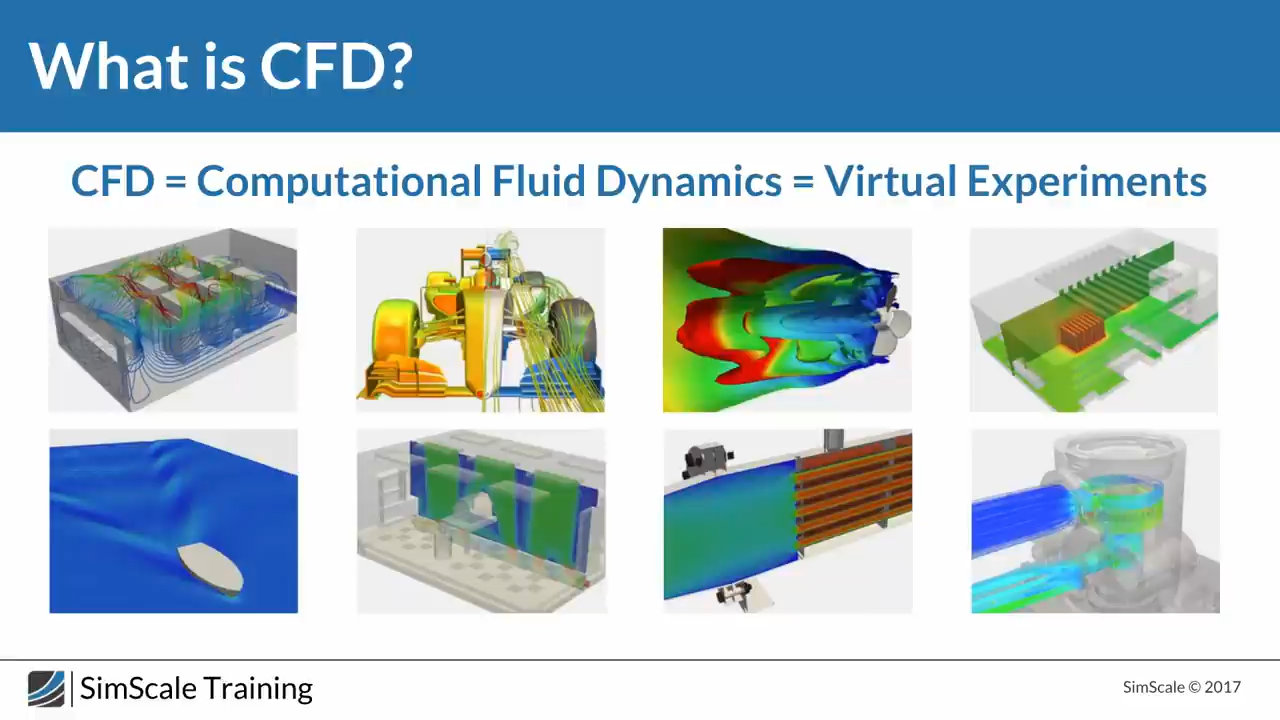 What is CFD?
CFD = Computational Fluid Dynamics = Virtual Experiments
SimScale Training
SimScale © 2017